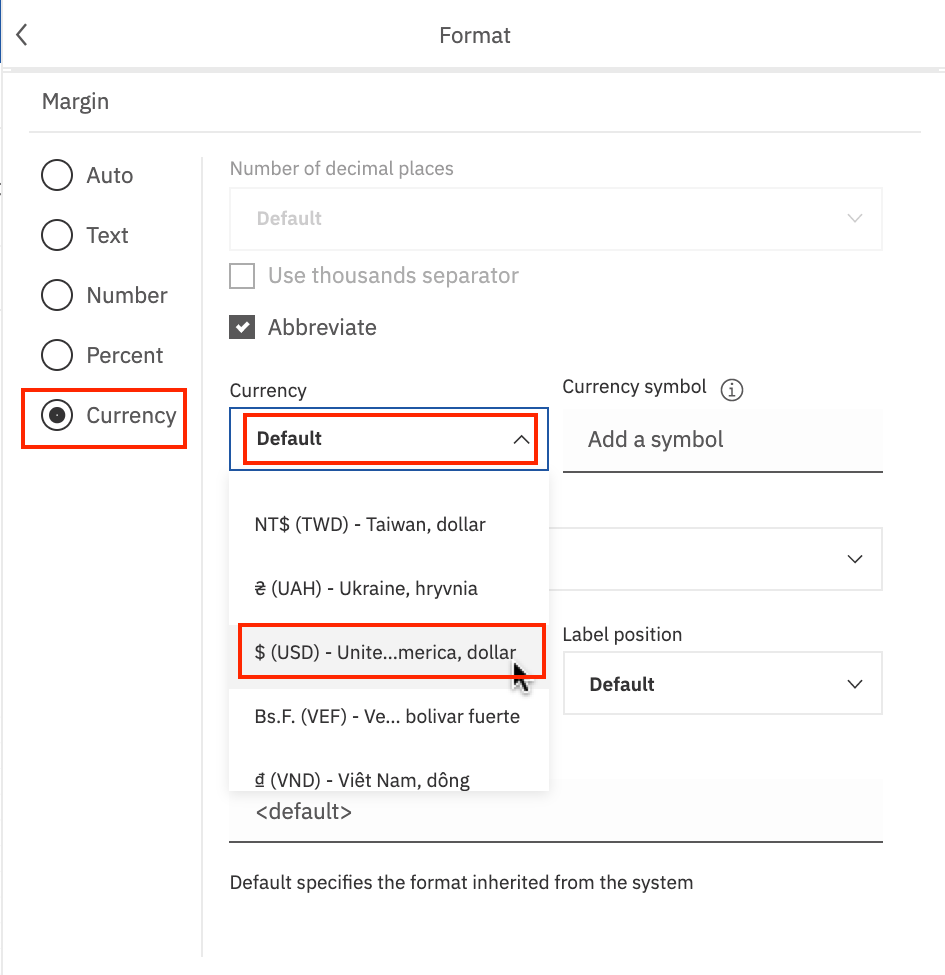 Format
Margin
Auto
Text
Number
Percent
Currency
Number of decimal places
Default
Use thousands separator
Abbreviate
Currency
Default
Currency symbol
Add a symbol
NT$ (TWD) - Taiwan, dollar
₴ (UAH) - Ukraine, hryvnia
$ (USD) - Unite...merica, dollar
Bs.F. (VEF) - Ve... bolivar fuerte
₫ (VND) - Viêt Nam, dông
Label position
Default
<default>
Default specifies the format inherited from the system